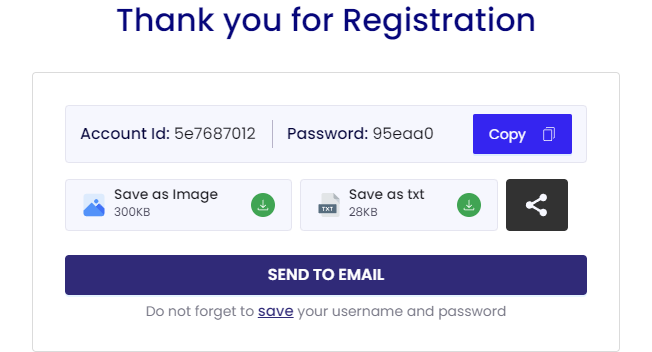 Thank you for Registration
Account Id: 5e7687012 Password: 95eaa0 Copy
Save as Image Save as txt
300KB 28KB
TXT
SEND TO EMAIL
Do not forget to save your username and password